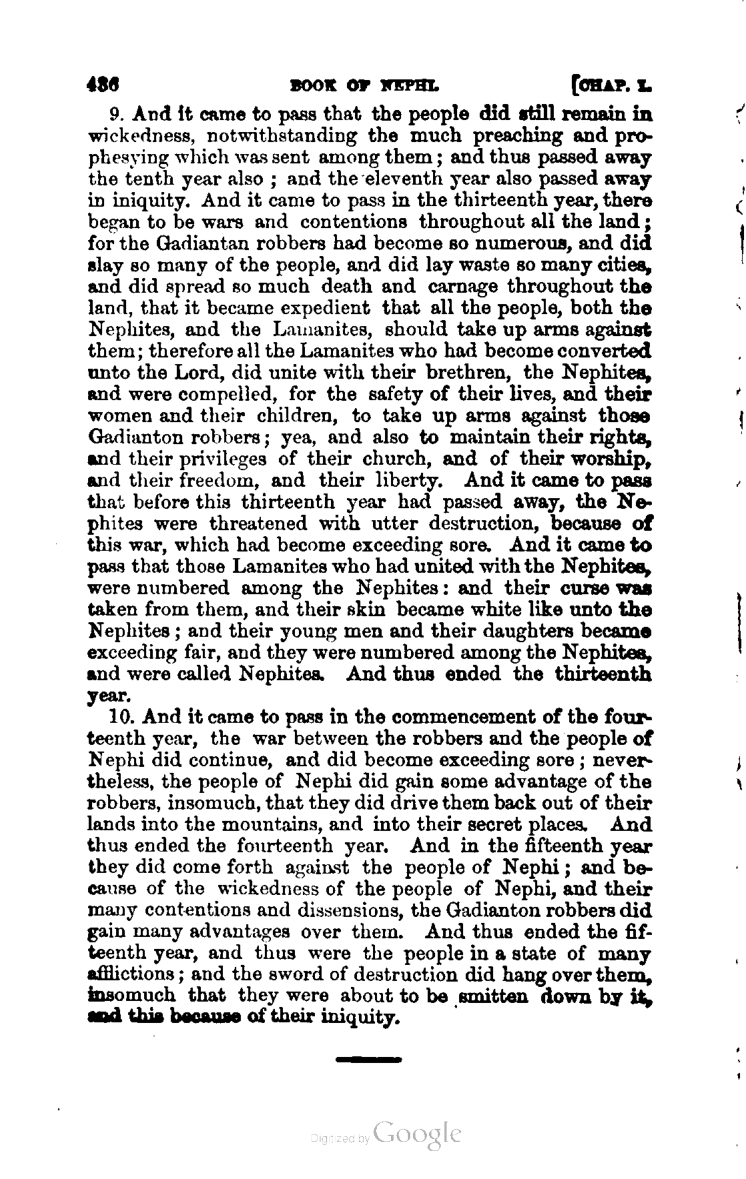 486 BOOK OF NEPHI. [CHAP. I.
9. And it came to pass that the people did still remain in
wickedness, notwithstanding the much preaching and pro-
phesying which was sent among them; and thus passed away
the tenth year also ; and the eleventh year also passed away
in iniquity. And it came to pass in the thirteenth year, there
began to be wars and contentions throughout all the land;
for the Gadiantan robbers had become so numerous, and did
slay so many of the people, and did lay waste so many cities,
and did spread so much death and carnage throughout the
land, that it became expedient that all the people, both the
Nephites, and the Lamanites, should take up arms against
them; therefore all the Lamanites who had become converted
unto the Lord, did unite with their brethren, the Nephites,
and were compelled, for the safety of their lives, and their
women and their children, to take up arms against those
Gadianton robbers; yea, and also to maintain their rights,
and their privileges of their church, and of their worship,
and their freedom, and their liberty. And it came to pass
that before this thirteenth year had passed away, the Ne-
phites were threatened with utter destruction, because of
this war, which had become exceeding sore. And it came to
pass that those Lamanites who had united with the Nephites,
were numbered among the Nephites: and their curse was
taken from them, and their skin became white like unto the
Nephites ; and their young men and their daughters became
exceeding fair, and they were numbered among the Nephites,
and were called Nephites. And thus ended the thirteenth
year.
10. And it came to pass in the commencement of the four-
teenth year, the war between the robbers and the people of
Nephi did continue, and did become exceeding sore ; never-
theless, the people of Nephi did gain some advantage of the
robbers, insomuch, that they did drive them back out of their
lands into the mountains, and into their secret places. And
thus ended the fourteenth year. And in the fifteenth year
they did come forth against the people of Nephi ; and be-
cause of the wickedness of the people of Nephi, and their
many contentions and dissensions, the Gadianton robbers did
gain many advantages over them. And thus ended the fif-
teenth year, and thus were the people in a state of many
afflictions ; and the sword of destruction did hang over them,
insomuch that they were about to be smitten down by it,
and this because of their iniquity.
Digitized by Google